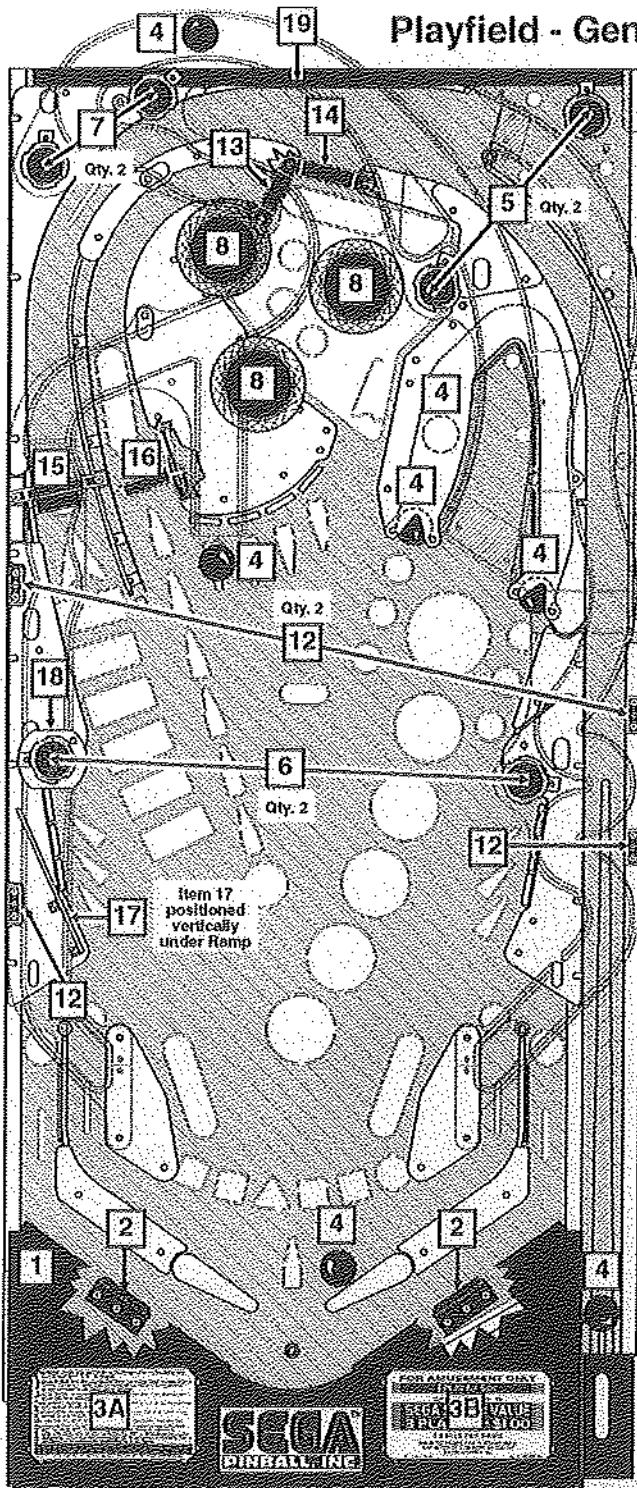 Playfield - Gen
4
19
14
7
13
Qty. 2
5
Qty. 2
8
8
8
4
15
16
4
4
4
Qty. 2
12
18
6
Qty. 2
12
17
Item 17
positioned
vertically
under Ramp
12
2
4
2
1
4
FOR AMUSEMENT ONLY
3A
3B
SEGA
PINBALL, INC